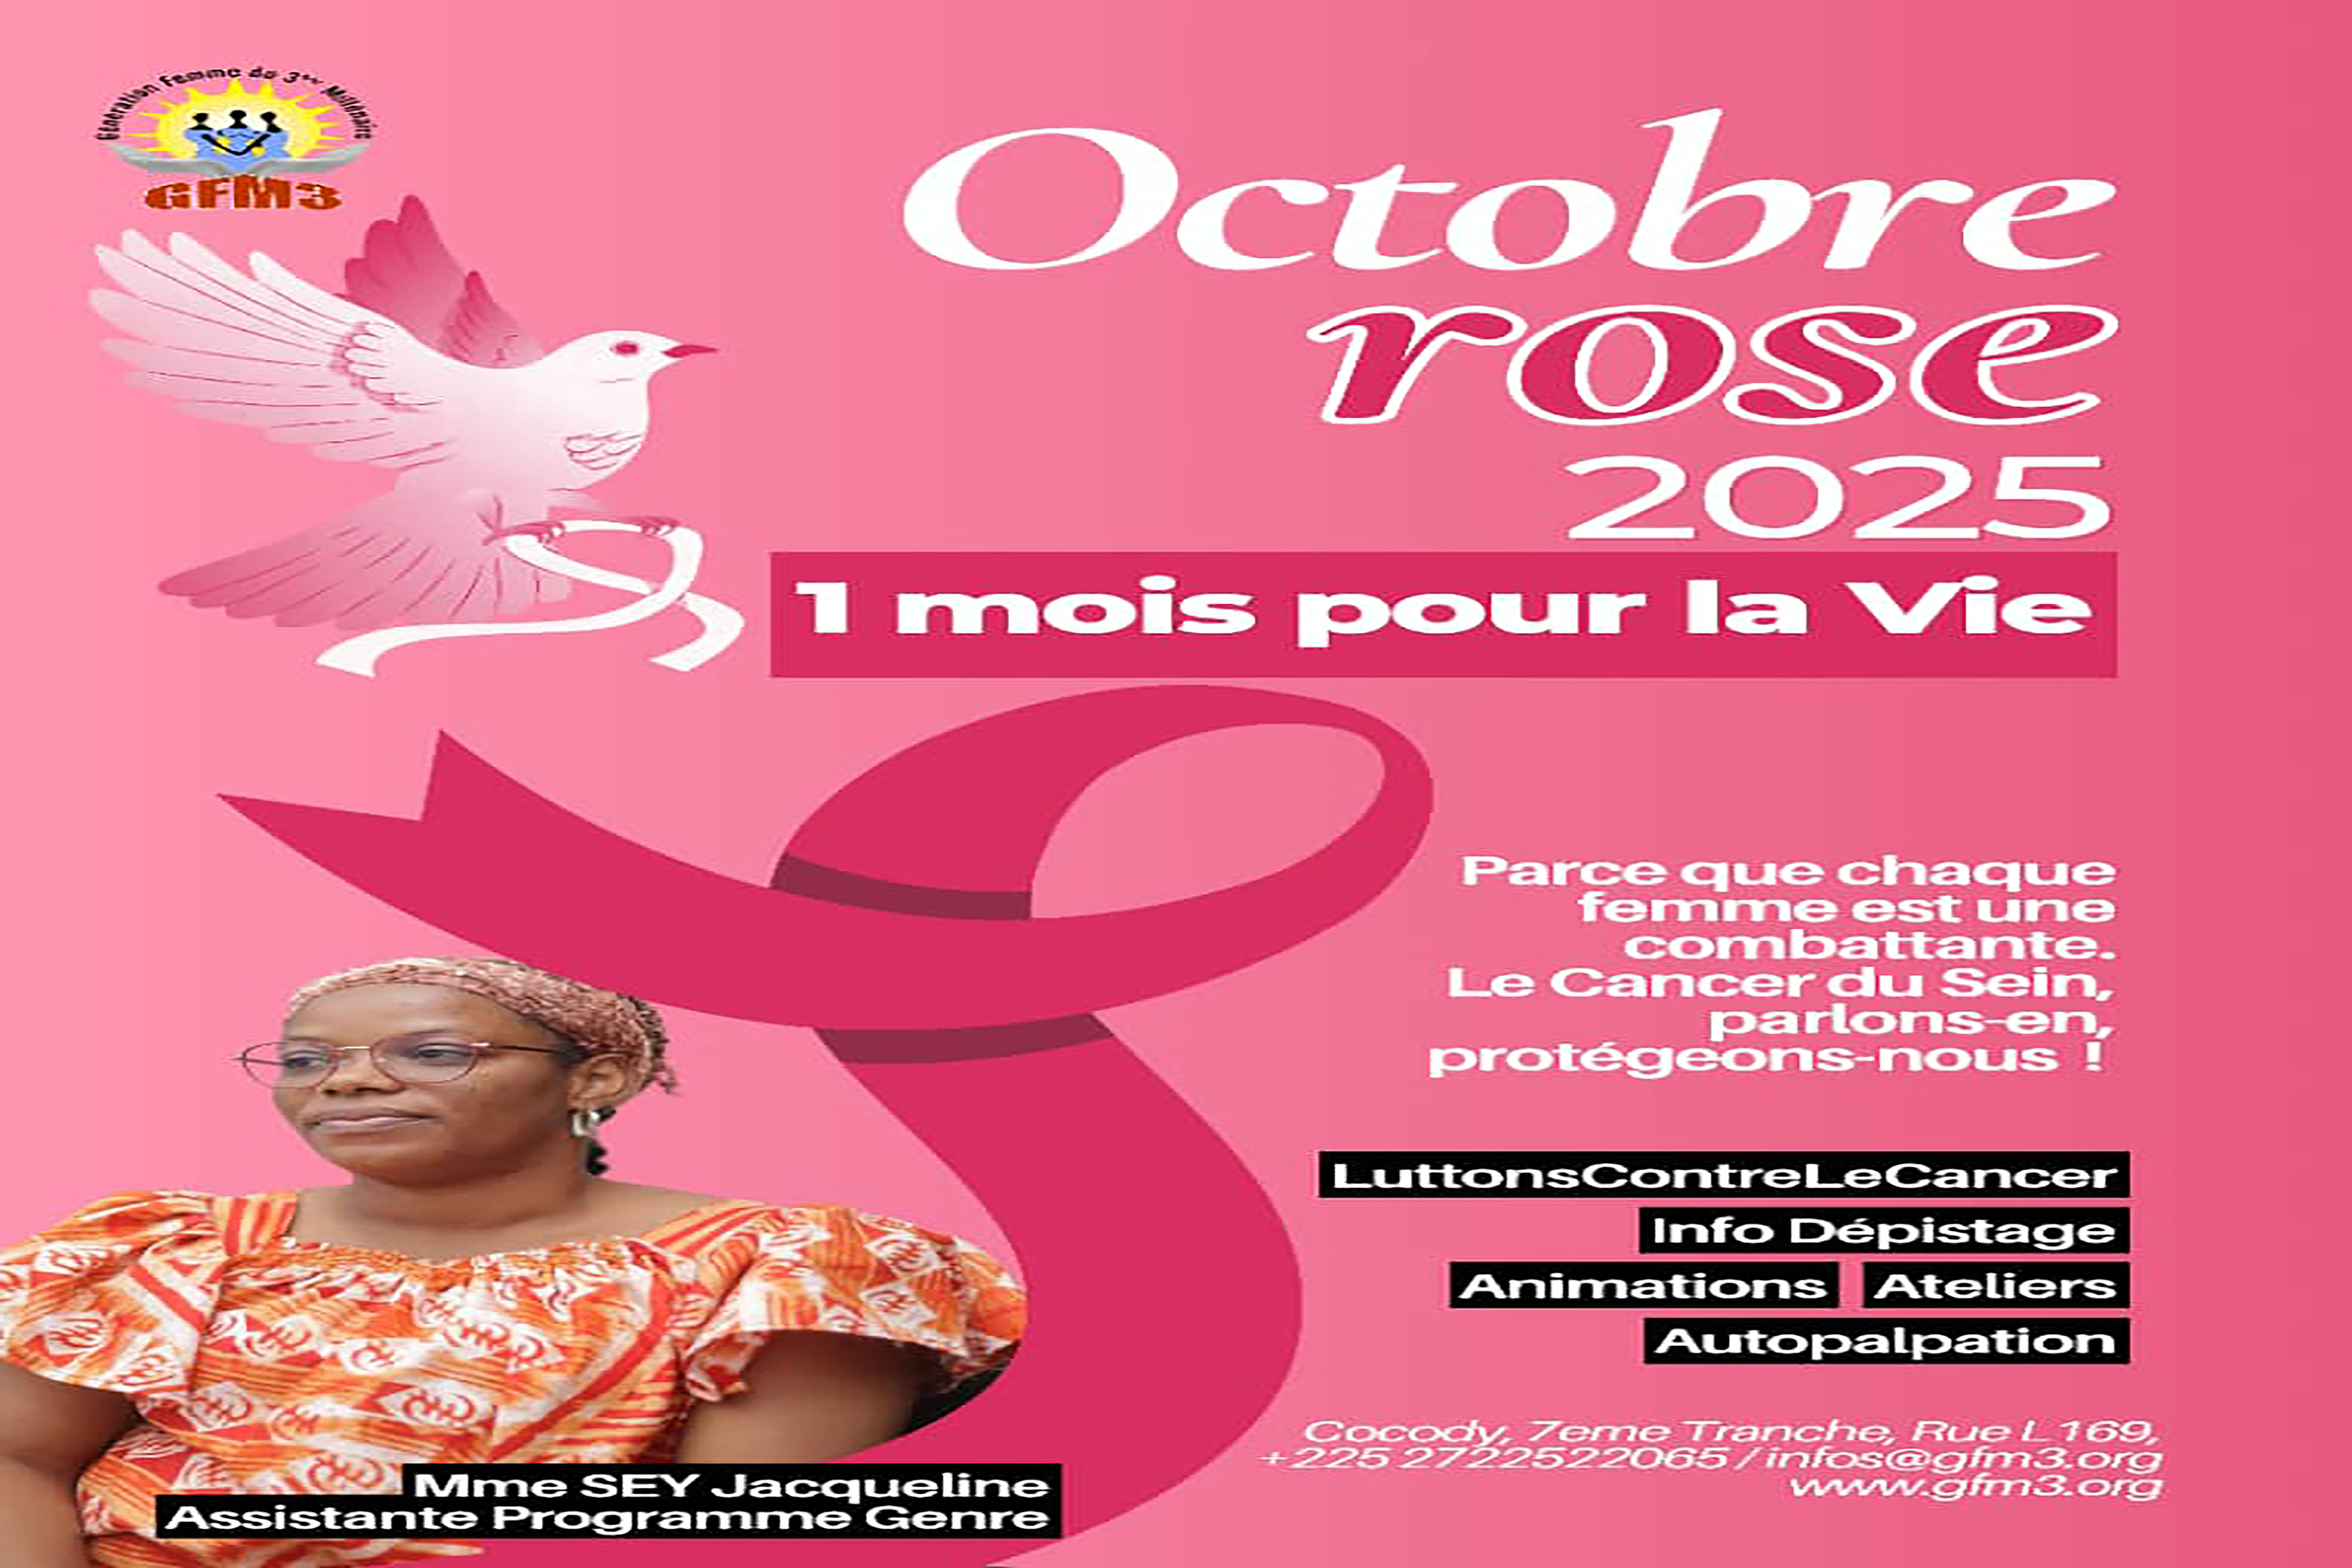 Génération Femme du 3ème Millénaire
GFM3
Octobre
rose
2025
1 mois pour la Vie
Parce que chaque
femme est une
combattante.
Le Cancer du Sein,
parlons-en,
protégeons-nous !
LuttonsContreLeCancer
Info Dépistage
Animations Ateliers
Autopalpation
Cocody, 7eme Tranche, Rue L 169,
+225 2722522065 / infos@gfm3.org
www.gfm3.org
Mme SEY Jacqueline
Assistante Programme Genre